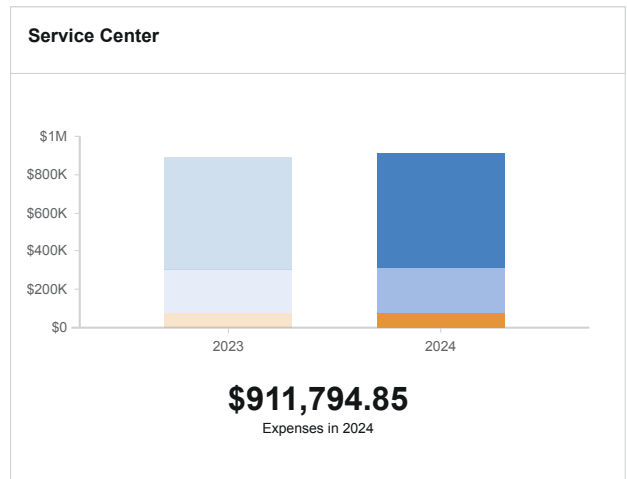 Service Center
$1M
$800K
$600K
$400K
$200K
$0
2023 2024
$911,794.85
Expenses in 2024